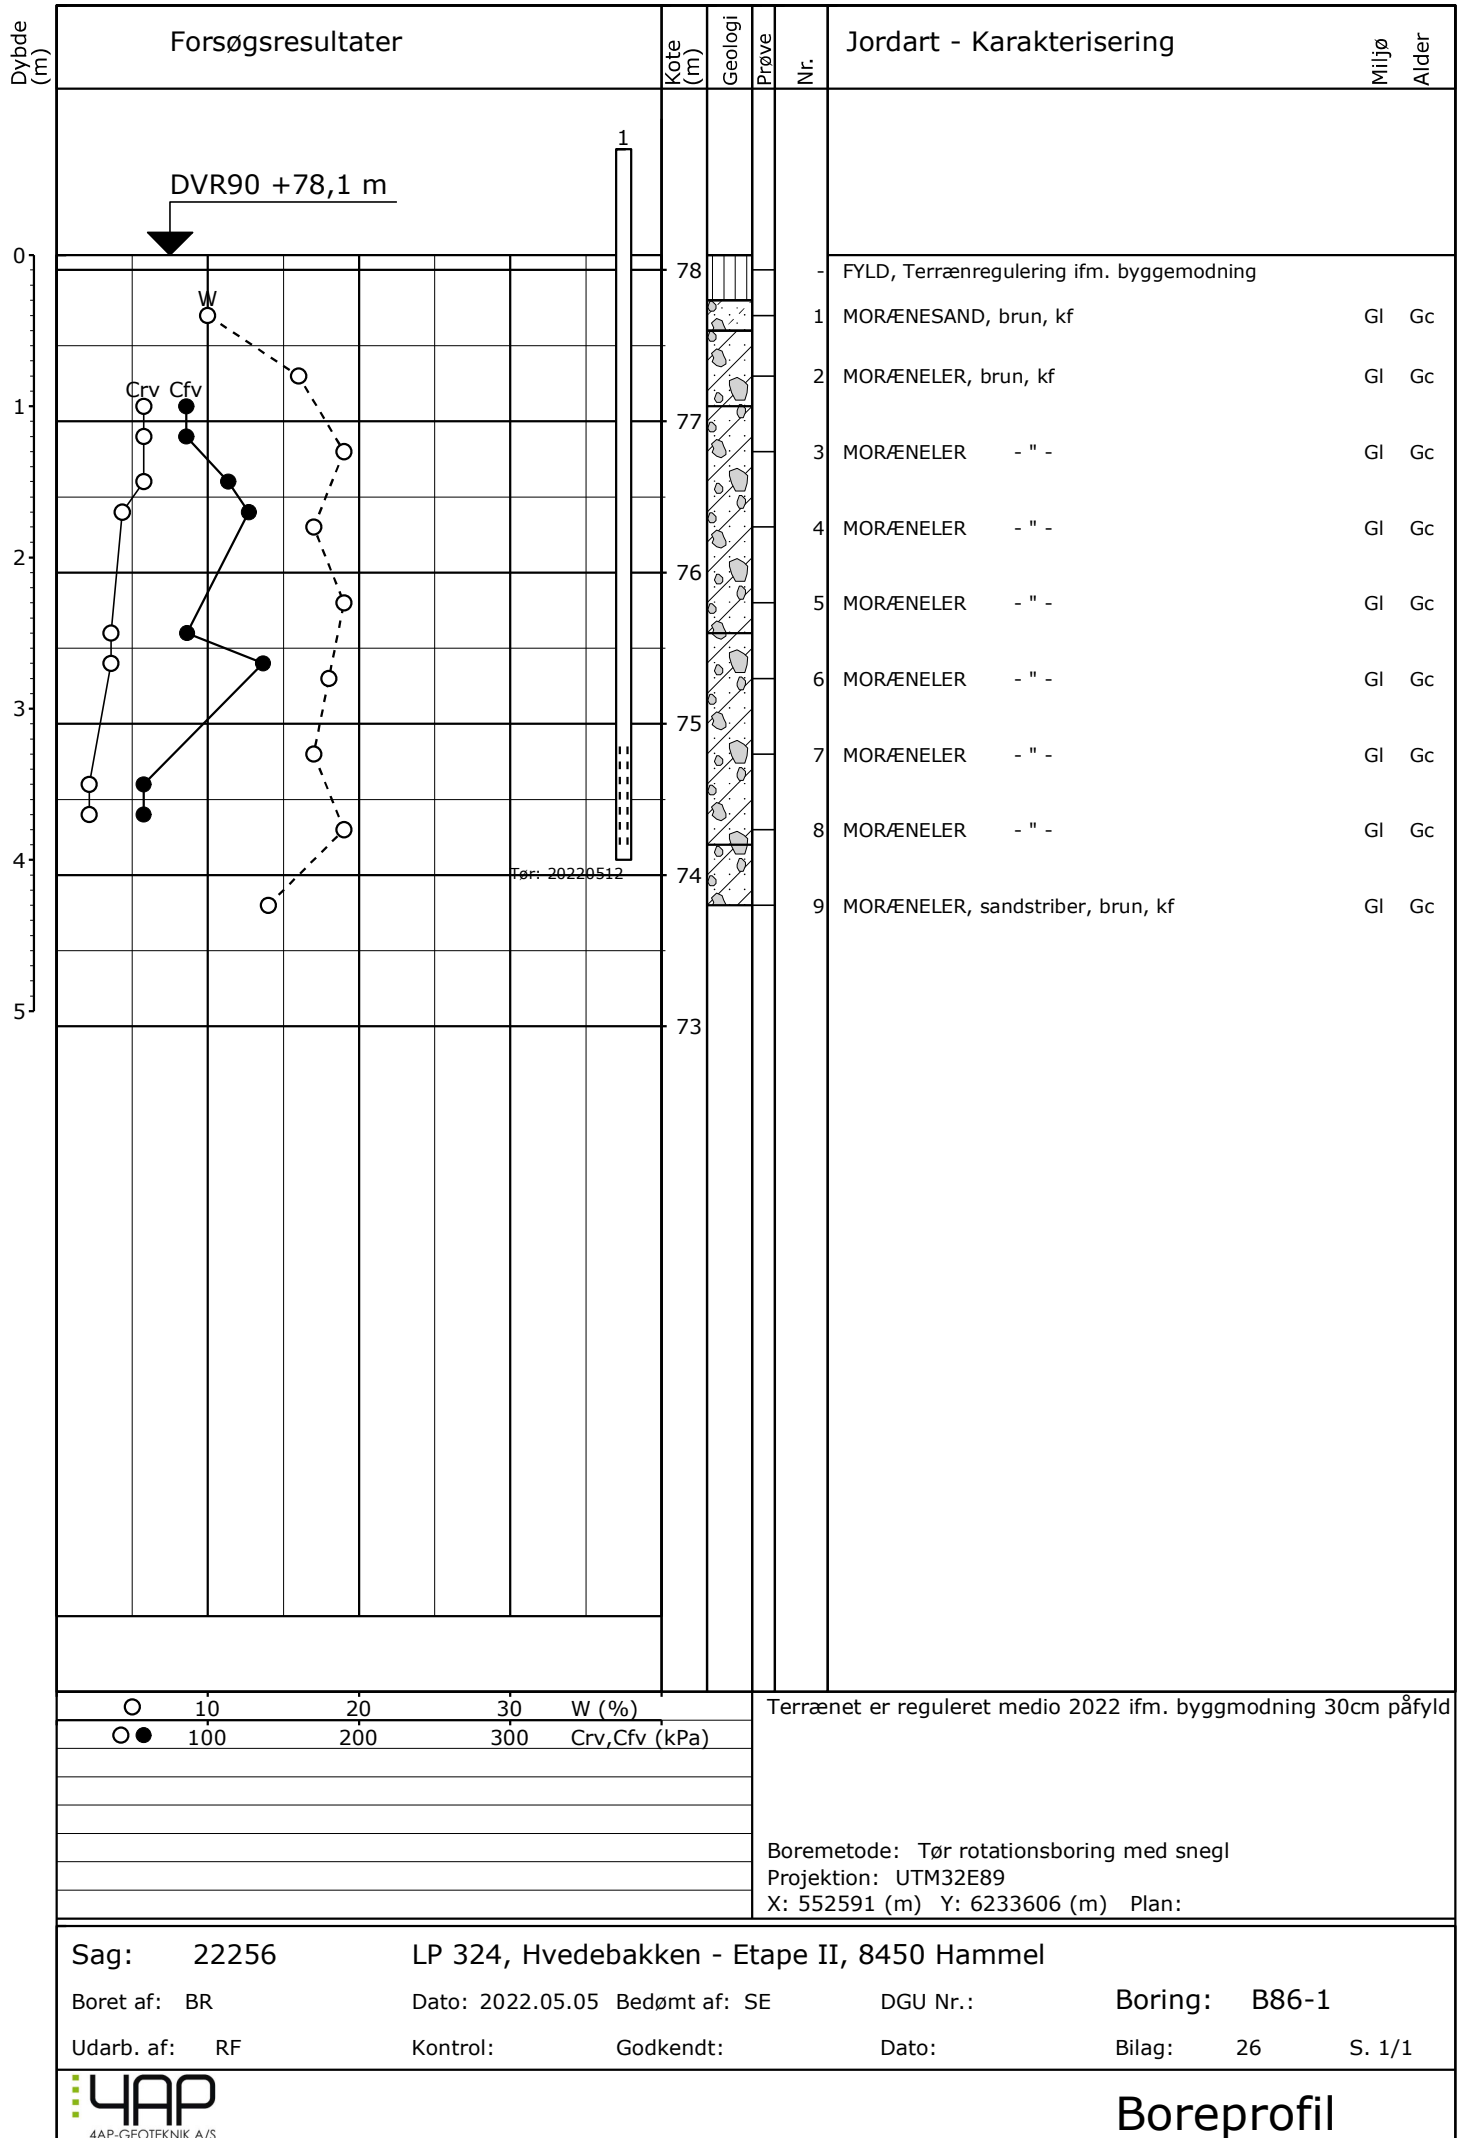 Dybde (m)
Forsøgsresultater
Kote (m)
Geologi
Prøve
Nr.
Jordart - Karakterisering
Miljø
Alder
1
DVR90 +78,1 m
0
78
- FYLD, Terrænregulering ifm. byggemodning
W
1 MORÆNESAND, brun, kf Gl Gc
2 MORÆNELER, brun, kf Gl Gc
Crv Cfv
1
77
3 MORÆNELER - " - Gl Gc
4 MORÆNELER - " - Gl Gc
2
76
5 MORÆNELER - " - Gl Gc
6 MORÆNELER - " - Gl Gc
3
75
7 MORÆNELER - " - Gl Gc
8 MORÆNELER - " - Gl Gc
4
Tør: 20220512
74
9 MORÆNELER, sandstriber, brun, kf Gl Gc
5
73
10 20 30 W (%)
100 200 300 Crv,Cfv (kPa)
Terrænet er reguleret medio 2022 ifm. byggmodning 30cm påfyld
Boremetode: Tør rotationsboring med snegl
Projektion: UTM32E89
X: 552591 (m) Y: 6233606 (m) Plan:
Sag: 22256 LP 324, Hvedebakken - Etape II, 8450 Hammel
Boret af: BR Dato: 2022.05.05 Bedømt af: SE DGU Nr.: Boring: B86-1
Udarb. af: RF Kontrol: Godkendt: Dato: Bilag: 26 S. 1/1
4AP
4AP-GEOTEKNIK A/S
Boreprofil